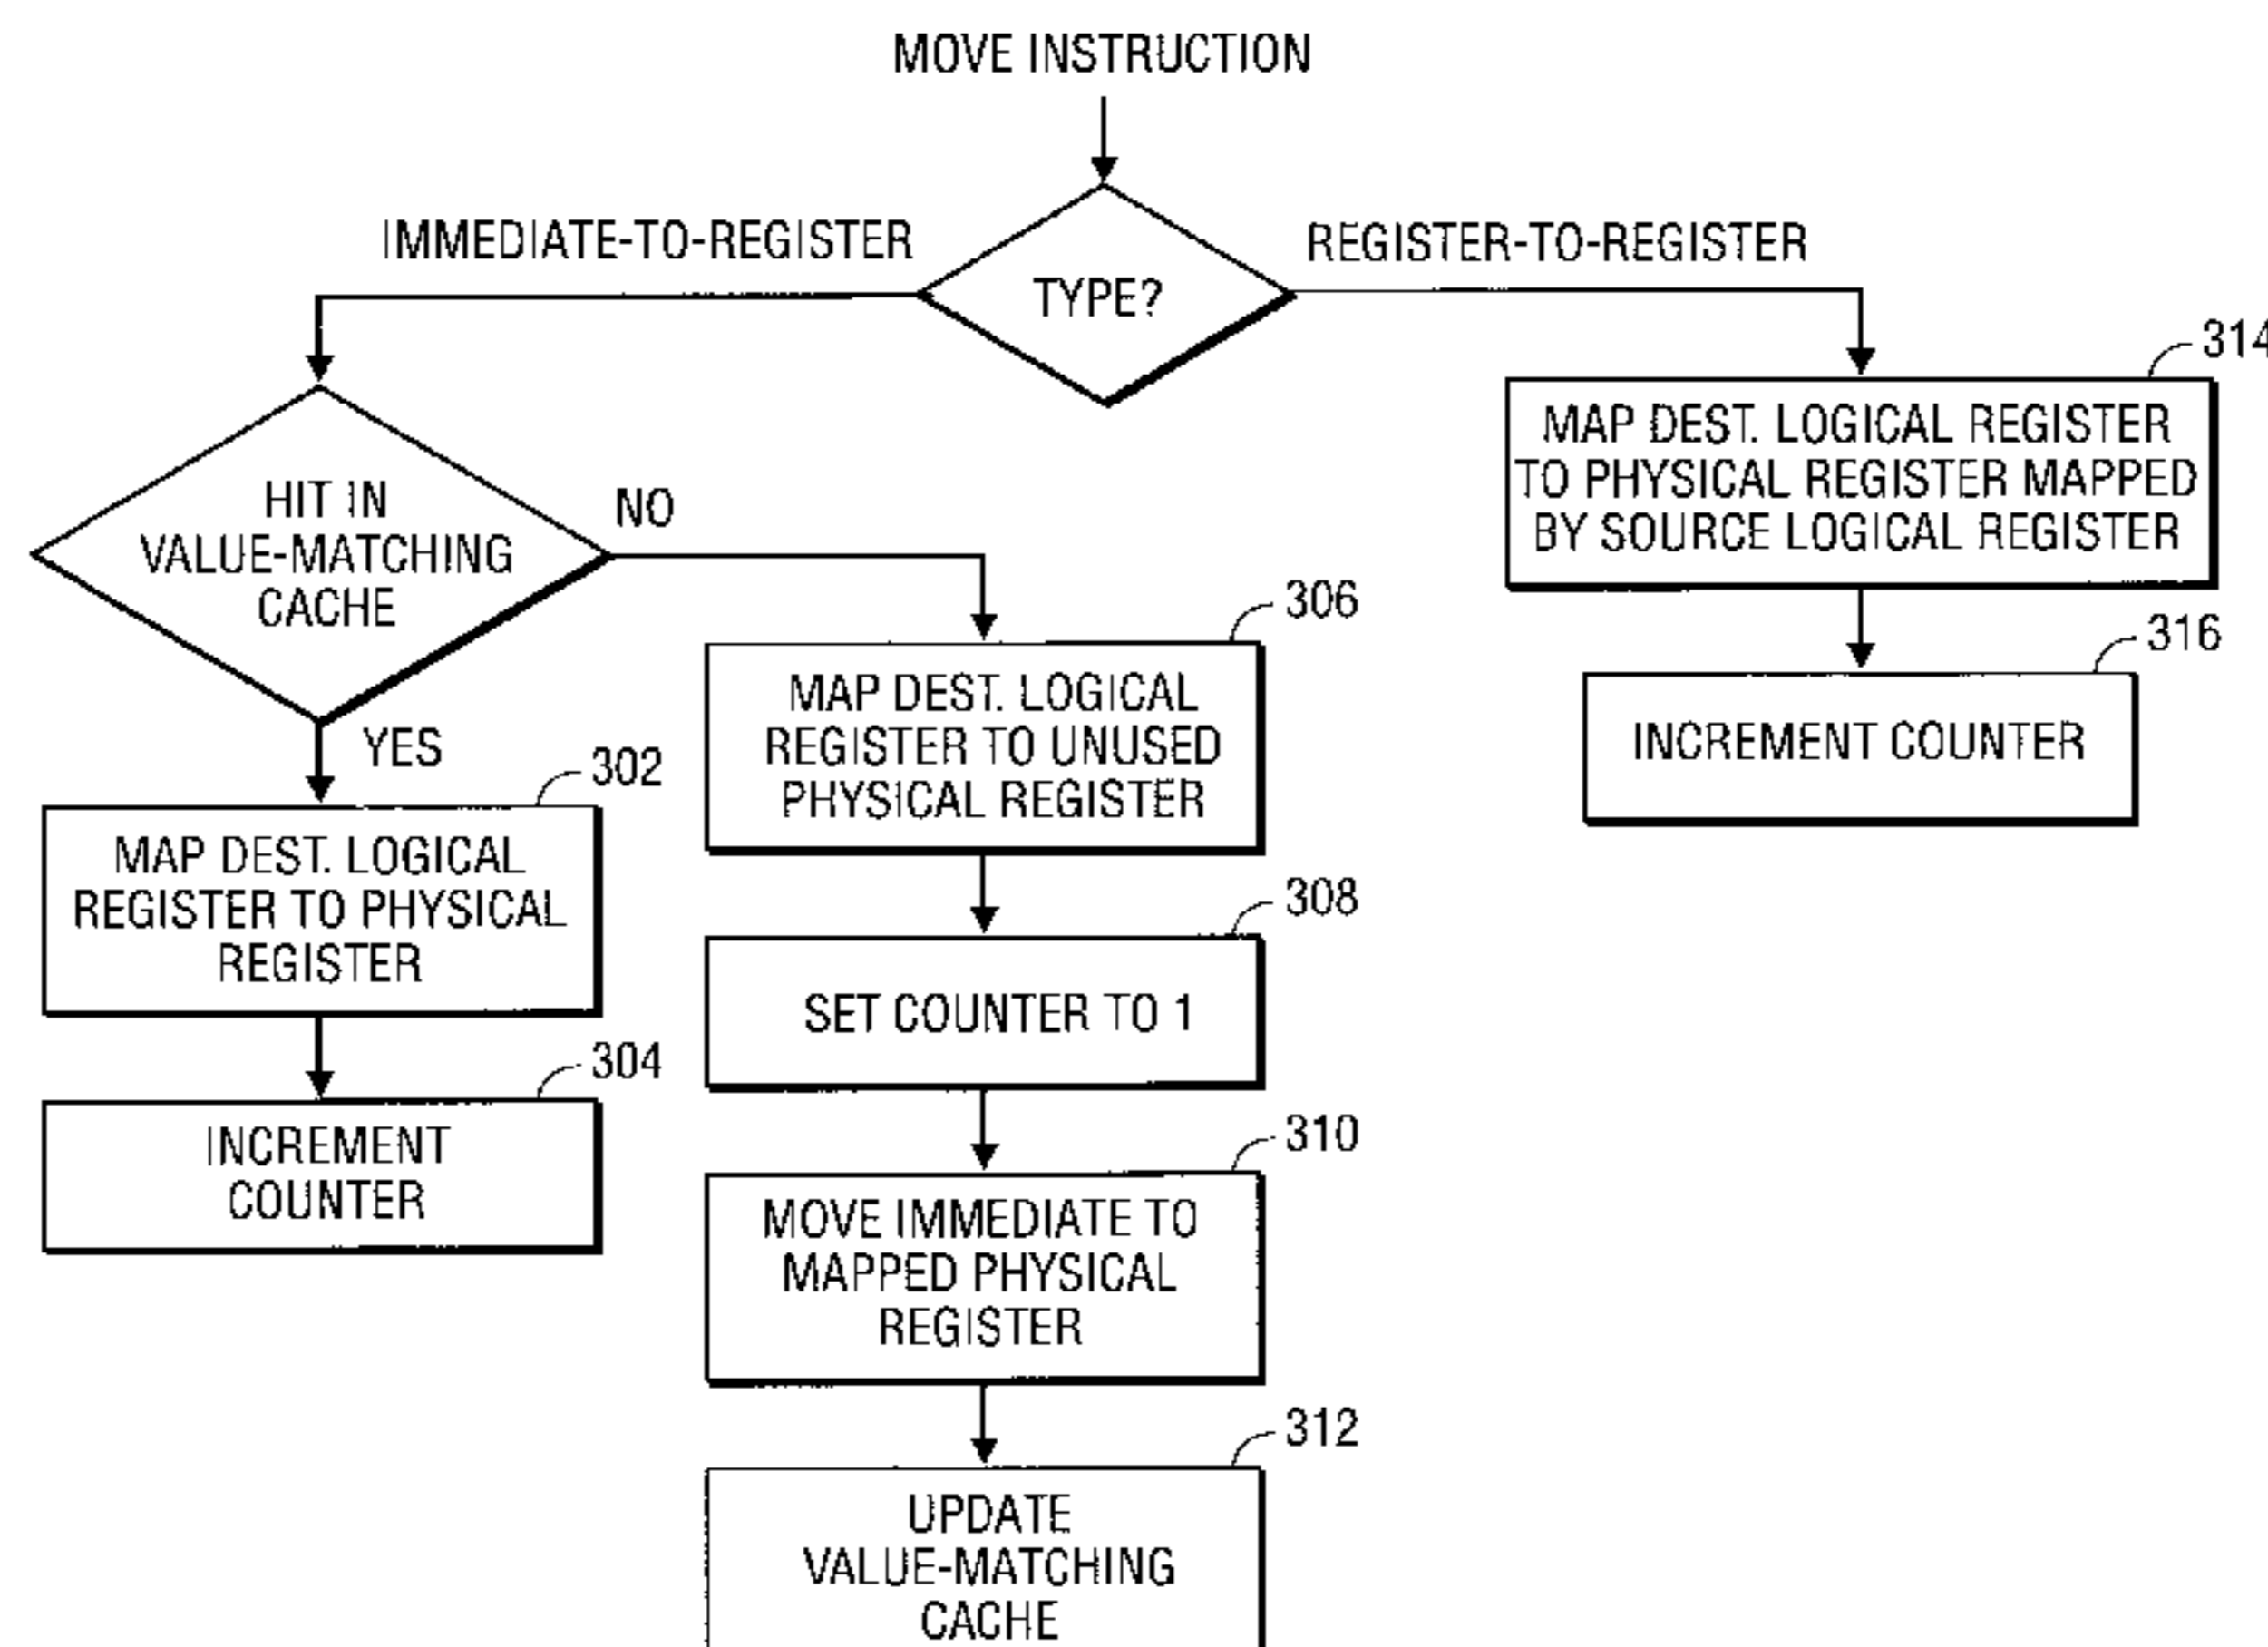 MOVE INSTRUCTION
IMMEDIATE-TO-REGISTER
TYPE?
REGISTER-TO-REGISTER
HIT IN
VALUE-MATCHING
CACHE
NO
YES
302
MAP DEST. LOGICAL
REGISTER TO PHYSICAL
REGISTER
304
INCREMENT
COUNTER
306
MAP DEST. LOGICAL
REGISTER TO UNUSED
PHYSICAL REGISTER
308
SET COUNTER TO 1
310
MOVE IMMEDIATE TO
MAPPED PHYSICAL
REGISTER
312
UPDATE
VALUE-MATCHING
CACHE
314
MAP DEST. LOGICAL REGISTER
TO PHYSICAL REGISTER MAPPED
BY SOURCE LOGICAL REGISTER
316
INCREMENT COUNTER